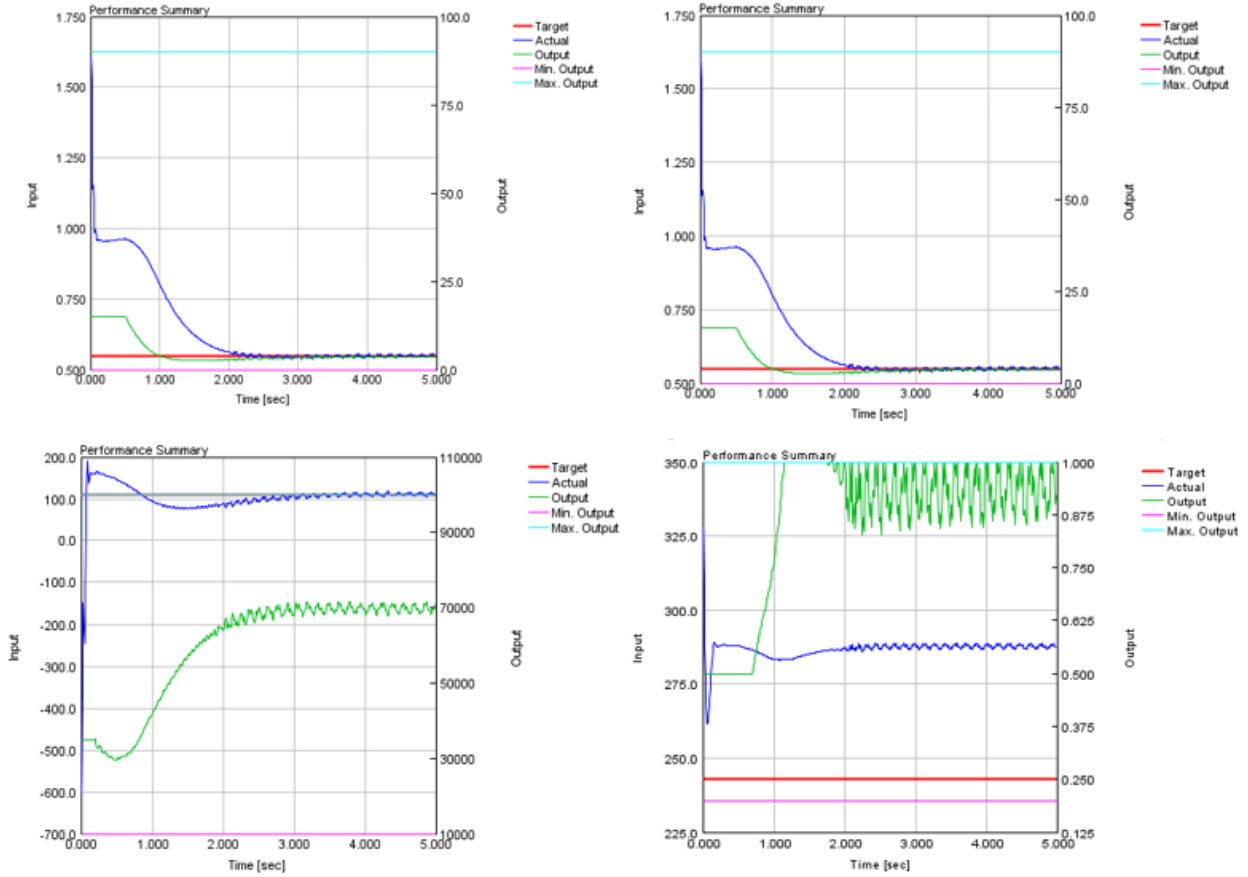 Performance Summary
1.750
1.500
1.250
1.000
0.750
0.500
Input
100.0
75.0
50.0
25.0
0.0
Output
0.000 1.000 2.000 3.000 4.000 5.000
Time [sec]
Target
Actual
Output
Min. Output
Max. Output
Performance Summary
1.750
1.500
1.250
1.000
0.750
0.500
Input
100.0
75.0
50.0
25.0
0.0
Output
0.000 1.000 2.000 3.000 4.000 5.000
Time [sec]
Target
Actual
Output
Min. Output
Max. Output
Performance Summary
200.0
100.0
0.0
-100.0
-200.0
-300.0
-400.0
-500.0
-600.0
-700.0
Input
110000
90000
70000
50000
30000
10000
Output
0.000 1.000 2.000 3.000 4.000 5.000
Time [sec]
Target
Actual
Output
Min. Output
Max. Output
Performance Summary
350.0
325.0
300.0
275.0
250.0
225.0
Input
1.000
0.875
0.750
0.625
0.500
0.375
0.250
0.125
Output
0.000 1.000 2.000 3.000 4.000 5.000
Time [sec]
Target
Actual
Output
Min. Output
Max. Output